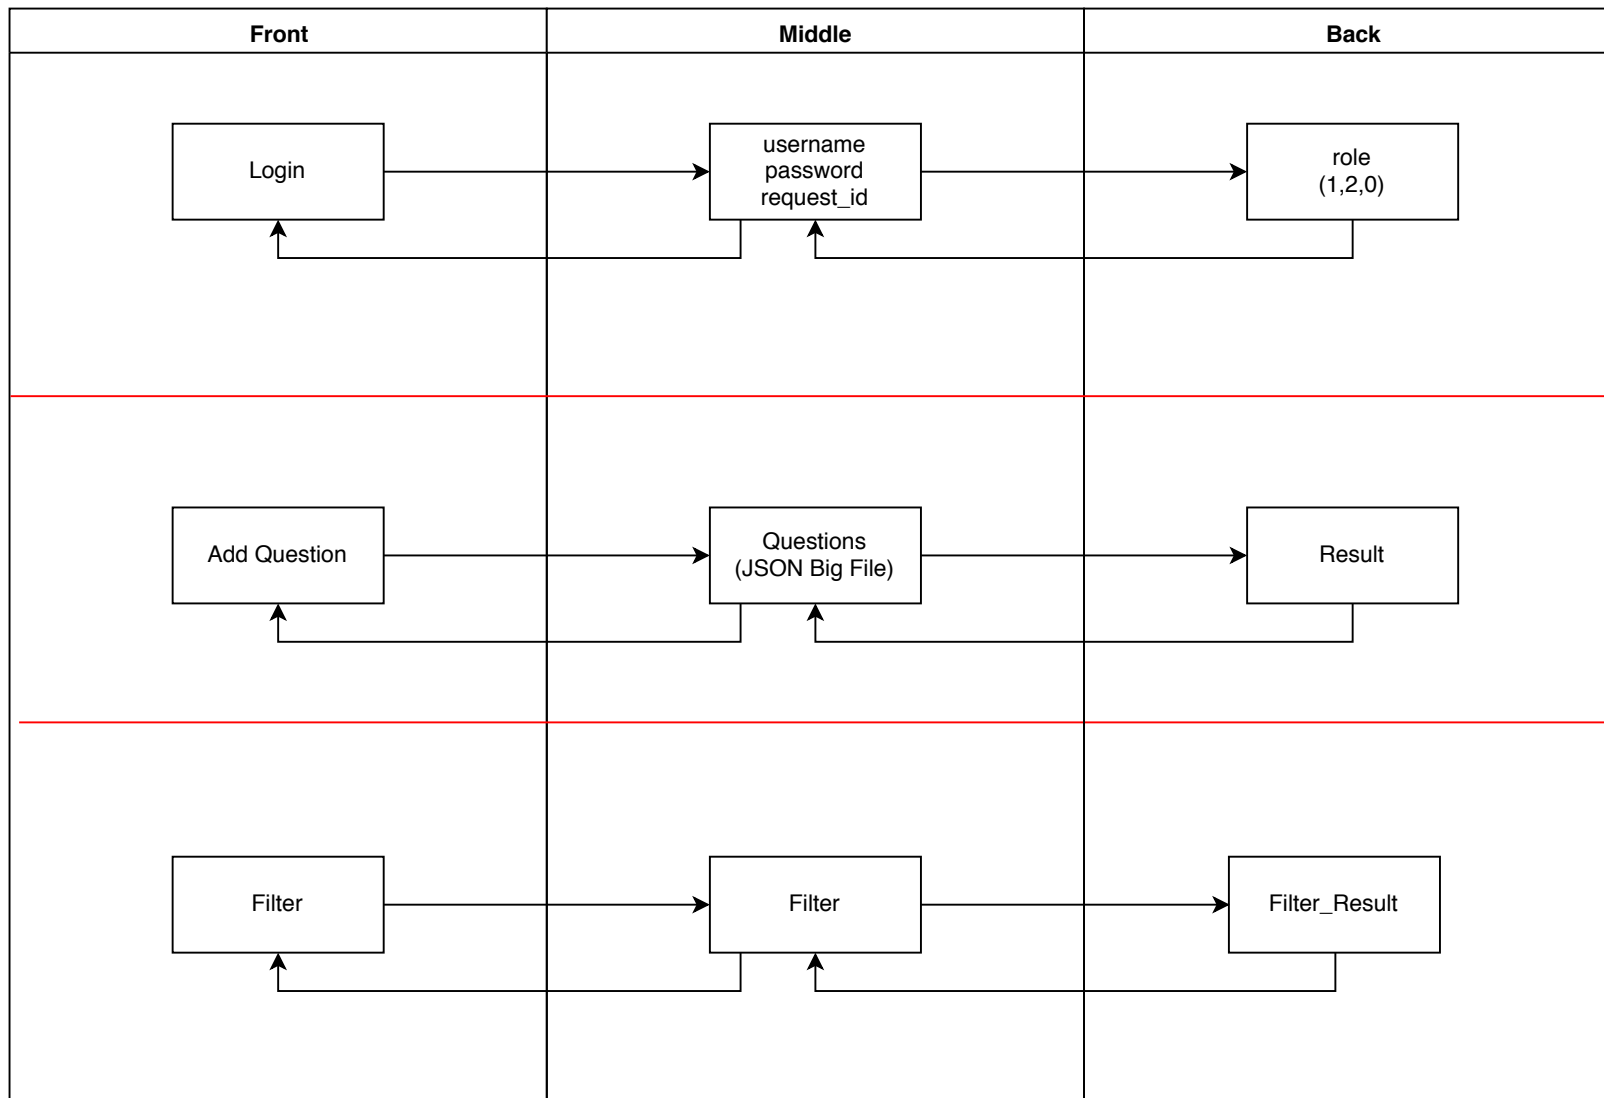 Front
Middle
Back
Login
username
password
request_id
role
(1,2,0)
Add Question
Questions
(JSON Big File)
Result
Filter
Filter
Filter_Result